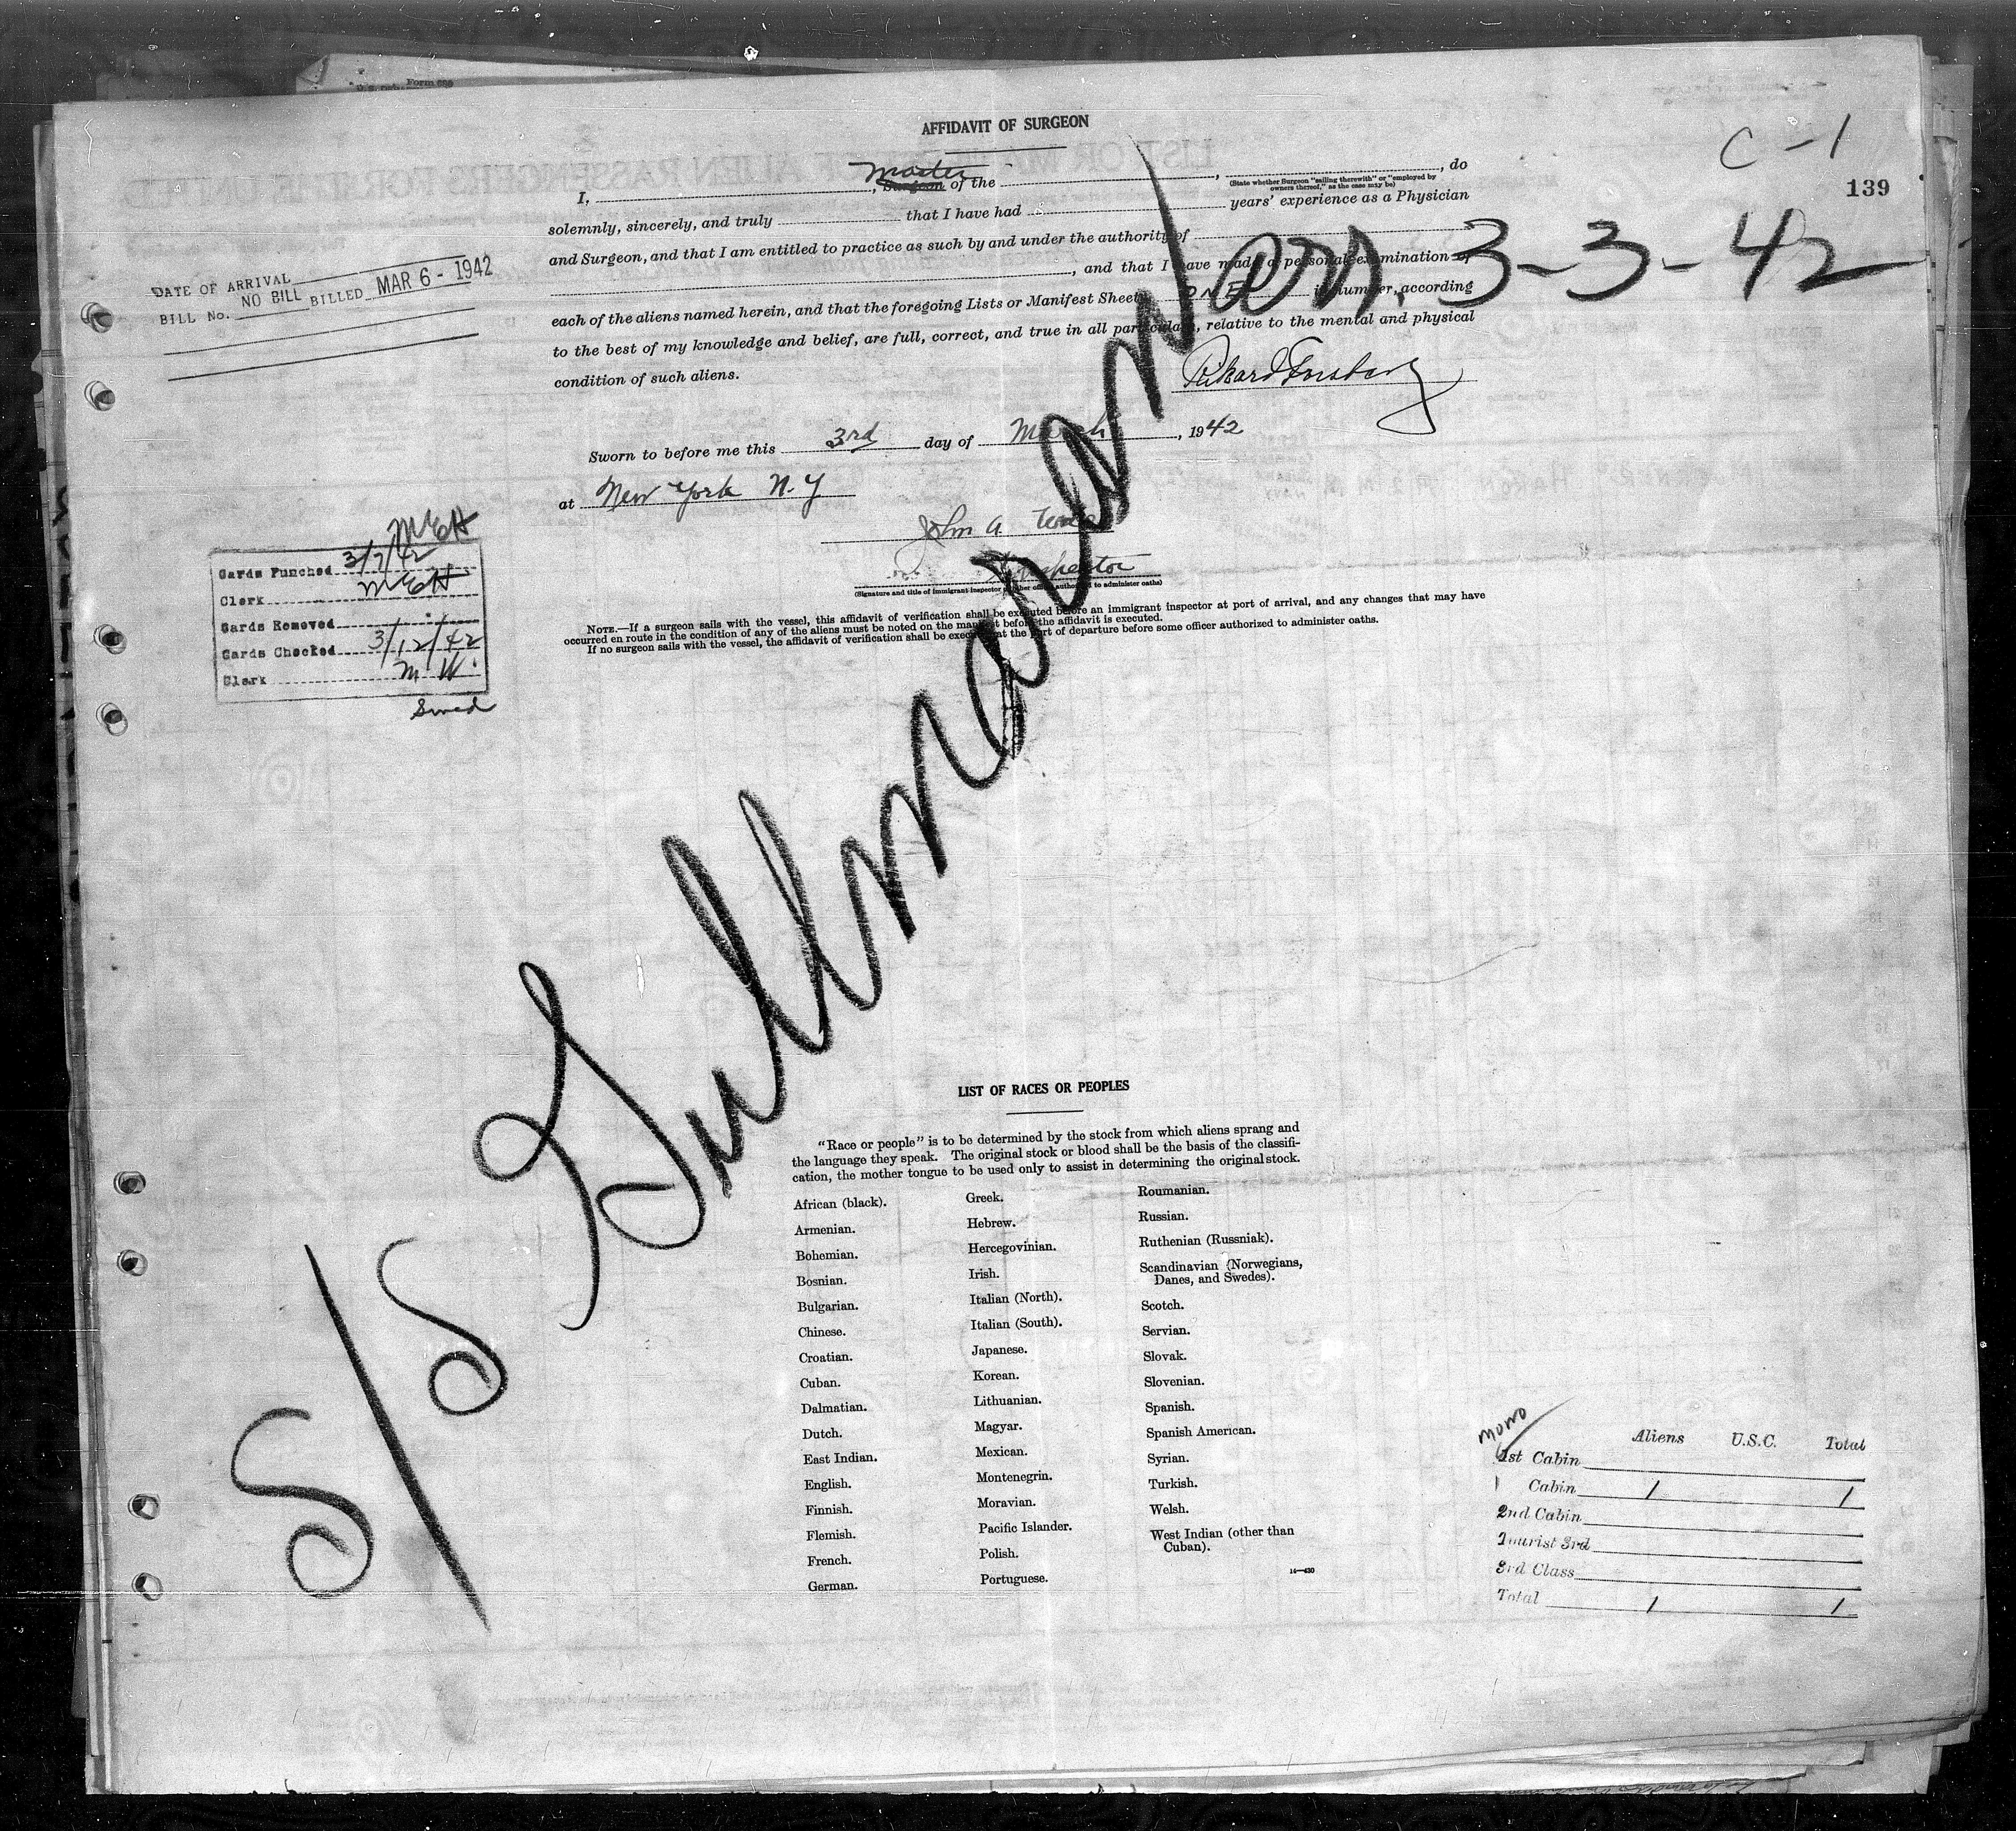 Form 630
AFFIDAVIT OF SURGEON
C-1
139
I, Master Surgeon of the , , do
(State whether Surgeon "sailing therewith" or "employed by owners thereof," as the case may be)
solemnly, sincerely, and truly that I have had years' experience as a Physician
and Surgeon, and that I am entitled to practice as such by and under the authority of
, and that I have made a personal examination of
each of the aliens named herein, and that the foregoing Lists or Manifest Sheets, ONE in number, according
to the best of my knowledge and belief, are full, correct, and true in all particulars, relative to the mental and physical
condition of such aliens.
Mar. 3-3-42
DATE OF ARRIVAL
BILL No. NO BILL BILLED MAR 6 - 1942
Sworn to before me this 3rd day of March, 1942
at New York N.Y
John A.
Inspector
(Signature and title of immigrant inspector or other officer authorized to administer oaths)
NOTE.—If a surgeon sails with the vessel, this affidavit of verification shall be executed before an immigrant inspector at port of arrival, and any changes that may have
occurred en route in the condition of any of the aliens must be noted on the manifest before the affidavit is executed.
If no surgeon sails with the vessel, the affidavit of verification shall be executed at the port of departure before some officer authorized to administer oaths.
MEH
Cards Punched 3/7/42
Clerk MEH
Cards Removed
Cards Checked 3/12/42
Clerk M W.
Swed
S/S Gullmaren
LIST OF RACES OR PEOPLES
"Race or people" is to be determined by the stock from which aliens sprang and
the language they speak. The original stock or blood shall be the basis of the classifi-
cation, the mother tongue to be used only to assist in determining the original stock.
African (black).
Armenian.
Bohemian.
Bosnian.
Bulgarian.
Chinese.
Croatian.
Cuban.
Dalmatian.
Dutch.
East Indian.
English.
Finnish.
Flemish.
French.
German.
Greek.
Hebrew.
Hercegovinian.
Irish.
Italian (North).
Italian (South).
Japanese.
Korean.
Lithuanian.
Magyar.
Mexican.
Montenegrin.
Moravian.
Pacific Islander.
Polish.
Portuguese.
Roumanian.
Russian.
Ruthenian (Russniak).
Scandinavian (Norwegians,
Danes, and Swedes).
Scotch.
Servian.
Slovak.
Slovenian.
Spanish.
Spanish American.
Syrian.
Turkish.
Welsh.
West Indian (other than
Cuban).
14—430
mono
Aliens U.S.C. Total
1st Cabin
Cabin 1 1
2nd Cabin
Tourist 3rd
3rd Class
Total 1 1